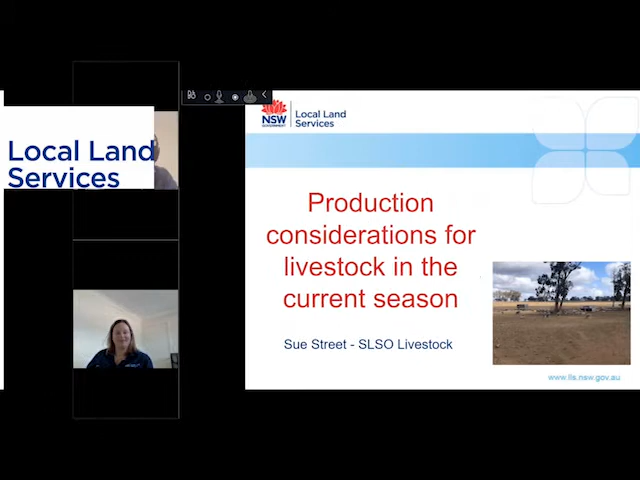 Local Land
Services
NSW
GOVERNMENT
Local Land
Services
Production
considerations for
livestock in the
current season
Sue Street - SLSO Livestock
www.lls.nsw.gov.au